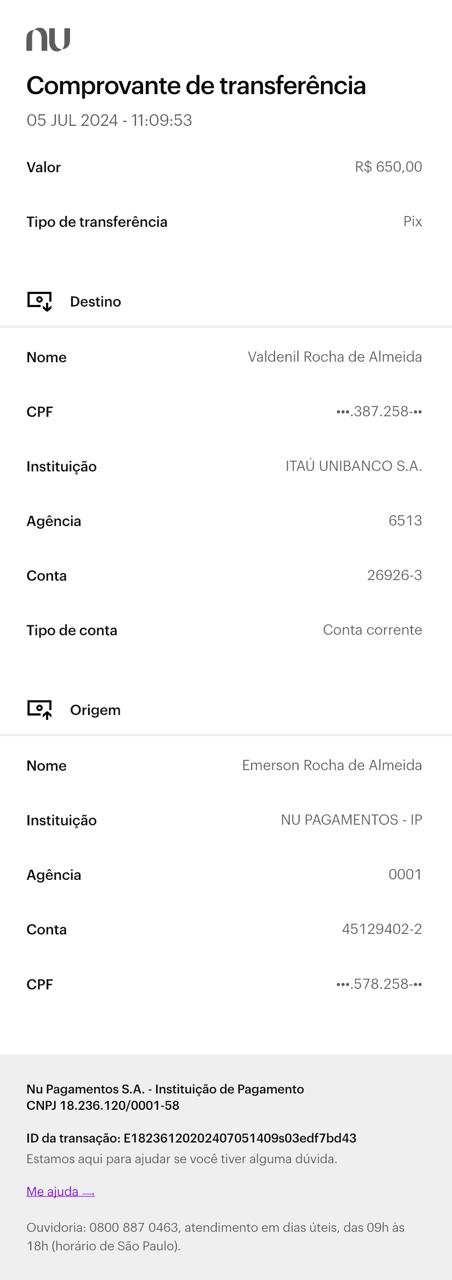 nu
Comprovante de transferência
05 JUL 2024 - 11:09:53
Valor R$ 650,00
Tipo de transferência Pix
Destino
Nome Valdenil Rocha de Almeida
CPF •••.387.258-••
Instituição ITAÚ UNIBANCO S.A.
Agência 6513
Conta 26926-3
Tipo de conta Conta corrente
Origem
Nome Emerson Rocha de Almeida
Instituição NU PAGAMENTOS - IP
Agência 0001
Conta 45129402-2
CPF •••.578.258-••
Nu Pagamentos S.A. - Instituição de Pagamento
CNPJ 18.236.120/0001-58
ID da transação: E18236120202407051409s03edf7bd43
Estamos aqui para ajudar se você tiver alguma dúvida.
Me ajuda →
Ouvidoria: 0800 887 0463, atendimento em dias úteis, das 09h às
18h (horário de São Paulo).